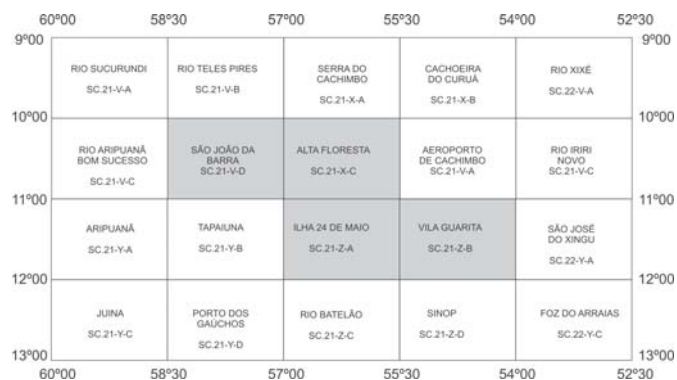 60º00 58º30 57º00 55º30 54º00 52º30
9º00 9º00
RIO SUCURUNDI
SC.21-V-A
RIO TELES PIRES
SC.21-V-B
SERRA DO
CACHIMBO
SC.21-X-A
CACHOEIRA
DO CURUÁ
SC.21-X-B
RIO XIXÉ
SC.22-V-A
10º00 10º00
RIO ARIPUANÃ
BOM SUCESSO
SC.21-V-C
SÃO JOÃO DA
BARRA
SC.21-V-D
ALTA FLORESTA
SC.21-X-C
AEROPORTO
DE CACHIMBO
SC.21-V-A
RIO IRIRI
NOVO
SC.21-V-C
11º00 11º00
ARIPUANÃ
SC.21-Y-A
TAPAIUNA
SC.21-Y-B
ILHA 24 DE MAIO
SC.21-Z-A
VILA GUARITA
SC.21-Z-B
SÃO JOSÉ
DO XINGU
SC.22-Y-A
12º00 12º00
JUINA
SC.21-Y-C
PORTO DOS
GAÚCHOS
SC.21-Y-D
RIO BATELÃO
SC.21-Z-C
SINOP
SC.21-Z-D
FOZ DO ARRAIAS
SC.22-Y-C
13º00 13º00
60º00 58º30 57º00 55º30 54º00 52º30